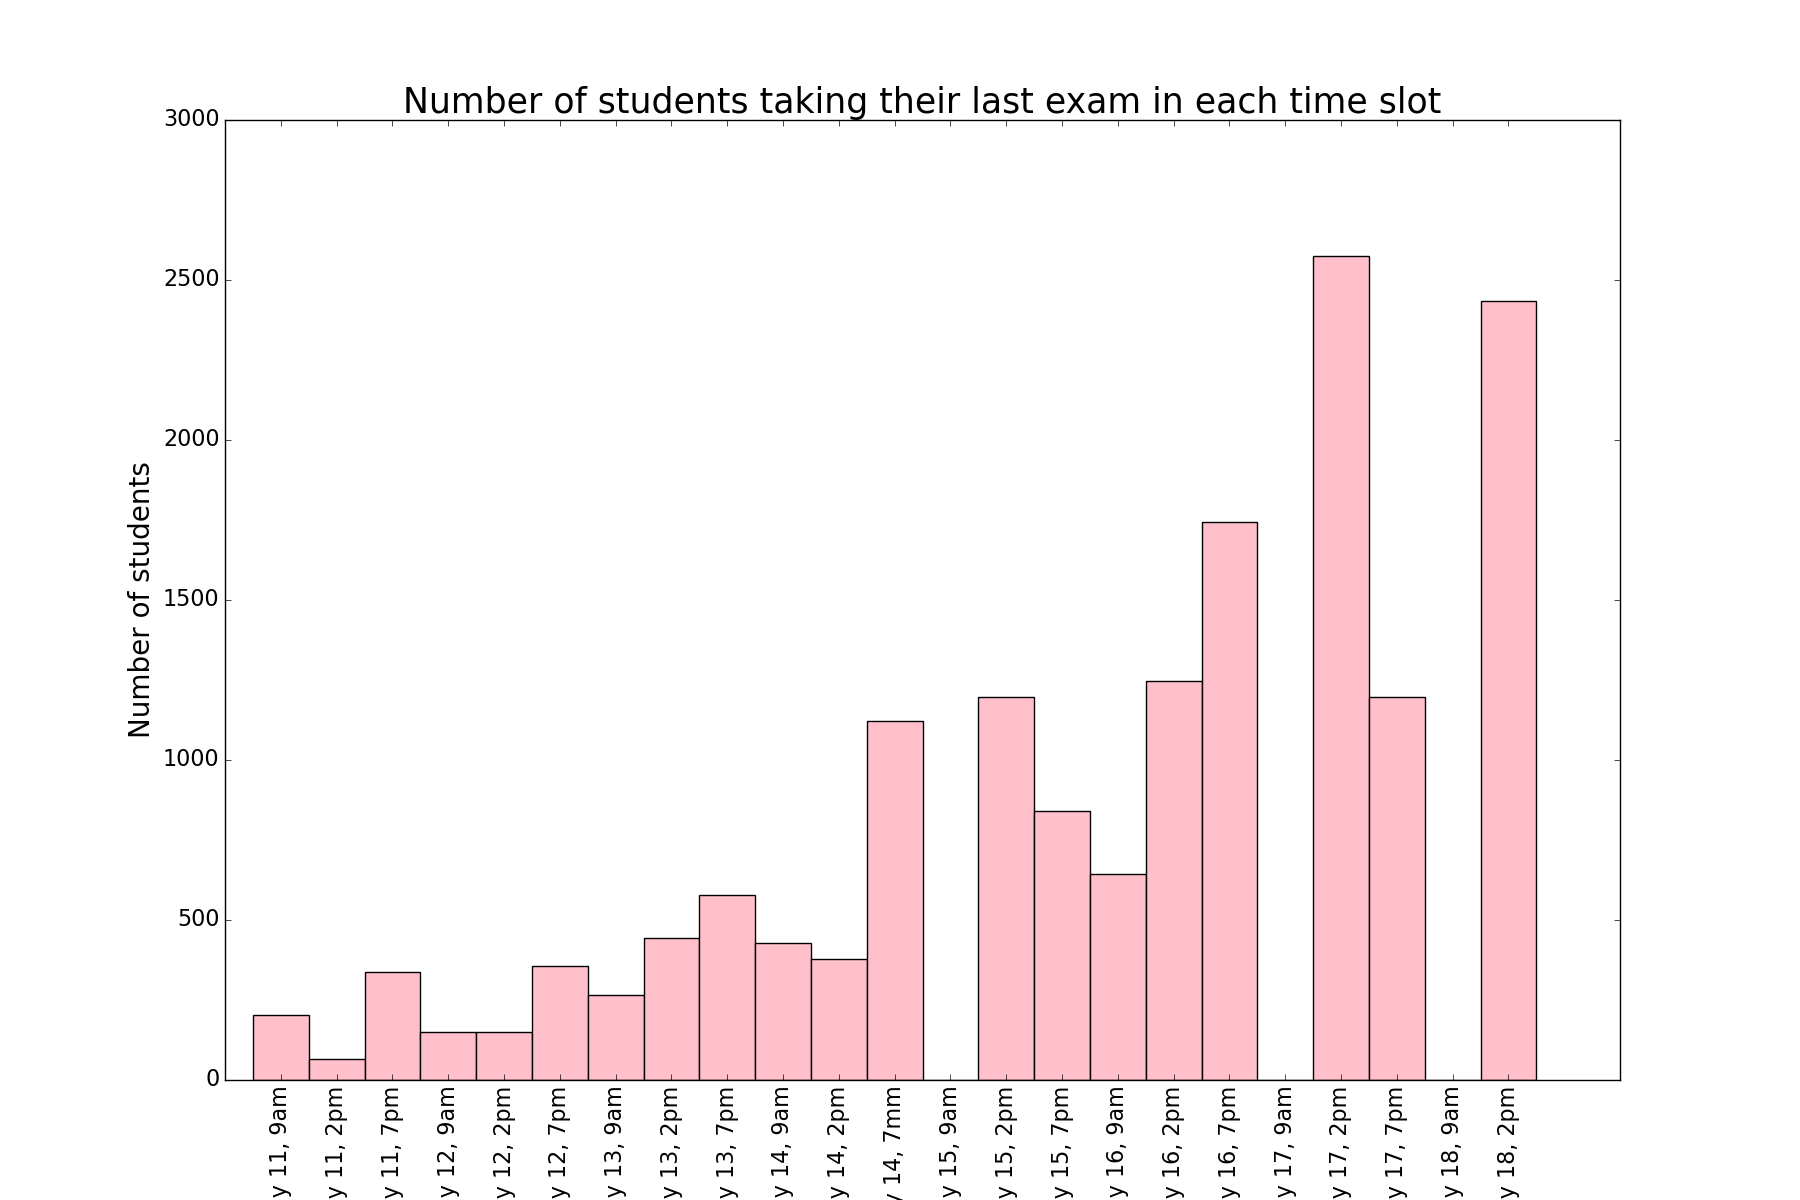 Number of students taking their last exam in each time slot
3000
2500
2000
1500
1000
500
0
Number of students
y 11, 9am
y 11, 2pm
y 11, 7pm
y 12, 9am
y 12, 2pm
y 12, 7pm
y 13, 9am
y 13, 2pm
y 13, 7pm
y 14, 9am
y 14, 2pm
y 14, 7mm
y 15, 9am
y 15, 2pm
y 15, 7pm
y 16, 9am
y 16, 2pm
y 16, 7pm
y 17, 9am
y 17, 2pm
y 17, 7pm
y 18, 9am
y 18, 2pm